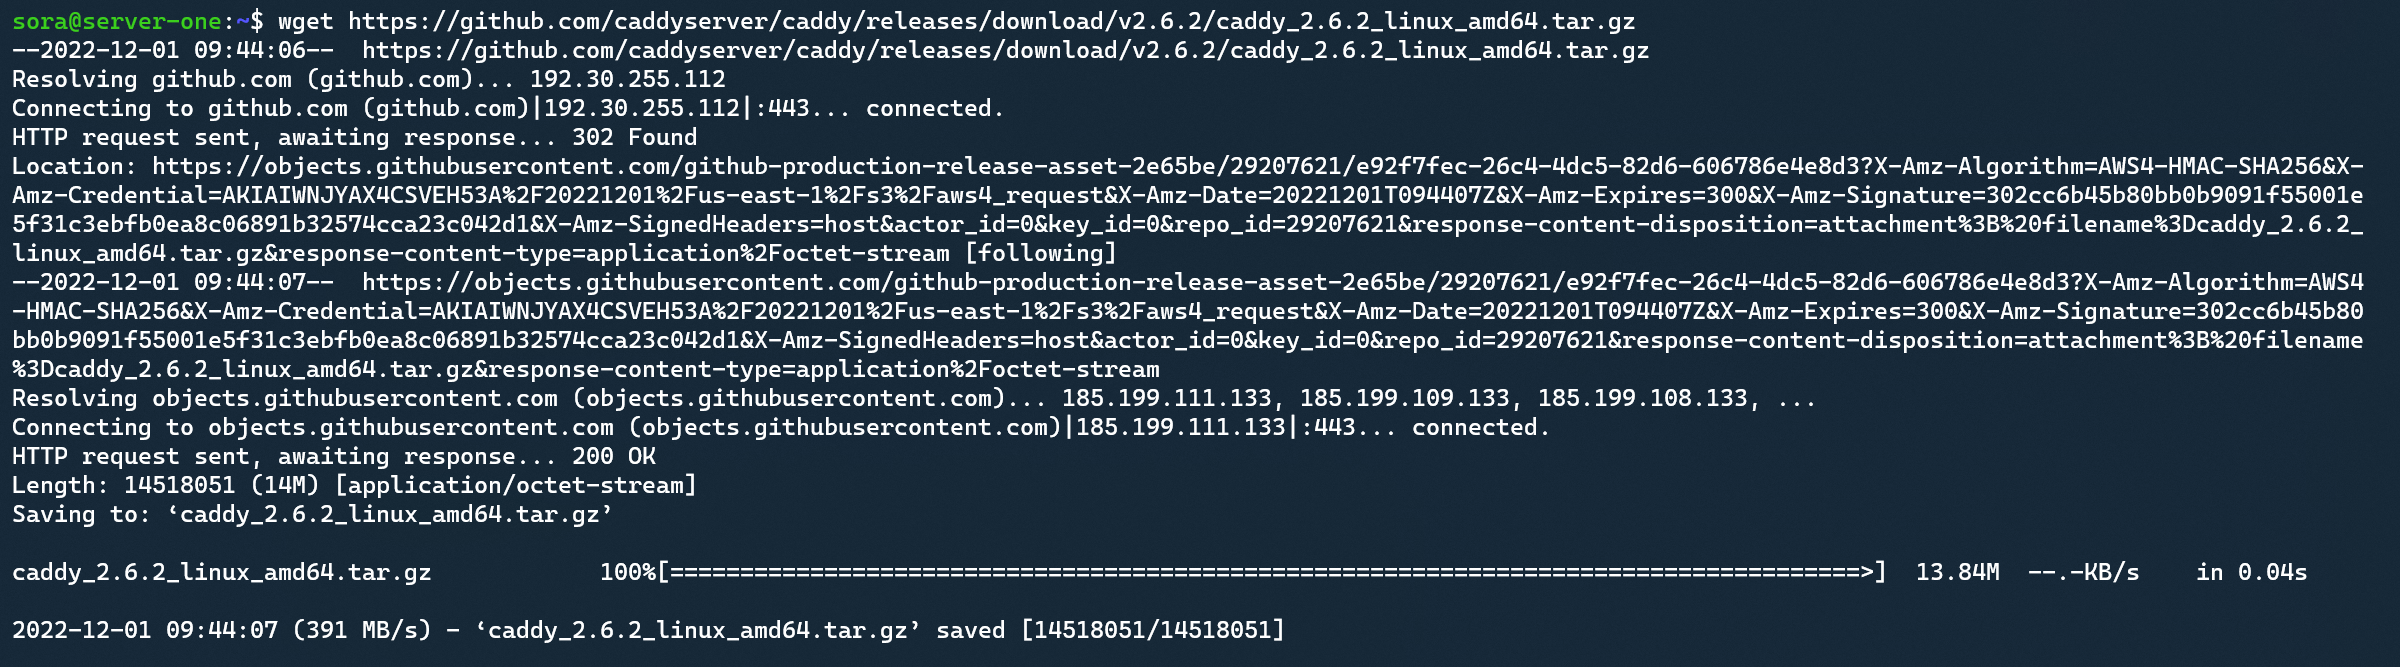 sora@server-one:~$ wget https://github.com/caddyserver/caddy/releases/download/v2.6.2/caddy_2.6.2_linux_amd64.tar.gz
--2022-12-01 09:44:06--  https://github.com/caddyserver/caddy/releases/download/v2.6.2/caddy_2.6.2_linux_amd64.tar.gz
Resolving github.com (github.com)... 192.30.255.112
Connecting to github.com (github.com)|192.30.255.112|:443... connected.
HTTP request sent, awaiting response... 302 Found
Location: https://objects.githubusercontent.com/github-production-release-asset-2e65be/29207621/e92f7fec-26c4-4dc5-82d6-606786e4e8d3?X-Amz-Algorithm=AWS4-HMAC-SHA256&X-
Amz-Credential=AKIAIWNJYAX4CSVEH53A%2F20221201%2Fus-east-1%2Fs3%2Faws4_request&X-Amz-Date=20221201T094407Z&X-Amz-Expires=300&X-Amz-Signature=302cc6b45b80bb0b9091f55001e
5f31c3ebfb0ea8c06891b32574cca23c042d1&X-Amz-SignedHeaders=host&actor_id=0&key_id=0&repo_id=29207621&response-content-disposition=attachment%3B%20filename%3Dcaddy_2.6.2_
linux_amd64.tar.gz&response-content-type=application%2Foctet-stream [following]
--2022-12-01 09:44:07--  https://objects.githubusercontent.com/github-production-release-asset-2e65be/29207621/e92f7fec-26c4-4dc5-82d6-606786e4e8d3?X-Amz-Algorithm=AWS4
-HMAC-SHA256&X-Amz-Credential=AKIAIWNJYAX4CSVEH53A%2F20221201%2Fus-east-1%2Fs3%2Faws4_request&X-Amz-Date=20221201T094407Z&X-Amz-Expires=300&X-Amz-Signature=302cc6b45b80
bb0b9091f55001e5f31c3ebfb0ea8c06891b32574cca23c042d1&X-Amz-SignedHeaders=host&actor_id=0&key_id=0&repo_id=29207621&response-content-disposition=attachment%3B%20filename
%3Dcaddy_2.6.2_linux_amd64.tar.gz&response-content-type=application%2Foctet-stream
Resolving objects.githubusercontent.com (objects.githubusercontent.com)... 185.199.111.133, 185.199.109.133, 185.199.108.133, ...
Connecting to objects.githubusercontent.com (objects.githubusercontent.com)|185.199.111.133|:443... connected.
HTTP request sent, awaiting response... 200 OK
Length: 14518051 (14M) [application/octet-stream]
Saving to: ‘caddy_2.6.2_linux_amd64.tar.gz’
caddy_2.6.2_linux_amd64.tar.gz            100%[=====================================================================================>]  13.84M  --.-KB/s    in 0.04s
2022-12-01 09:44:07 (391 MB/s) - ‘caddy_2.6.2_linux_amd64.tar.gz’ saved [14518051/14518051]